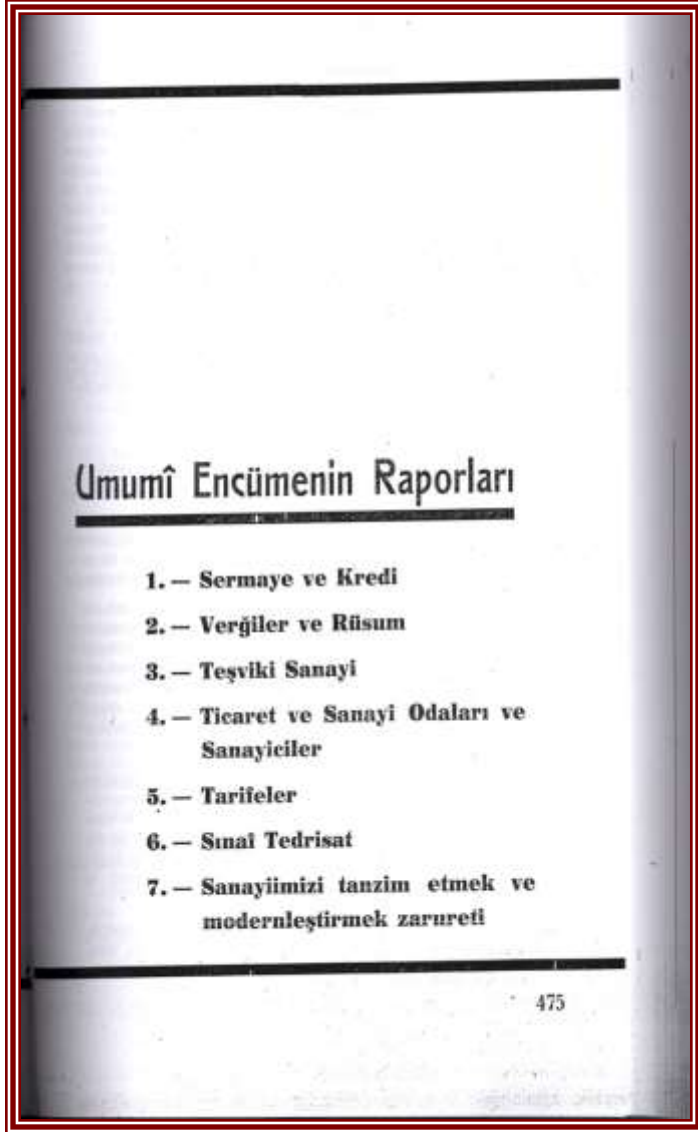 Umumî Encümenin Raporları
1. — Sermaye ve Kredi
2. — Verğiler ve Rüsum
3. — Teşviki Sanayi
4. — Ticaret ve Sanayi Odaları ve
Sanayiciler
5. — Tarifeler
6. — Sınaî Tedrisat
7. — Sanayiimizi tanzim etmek ve
modernleştirmek zarureti
475